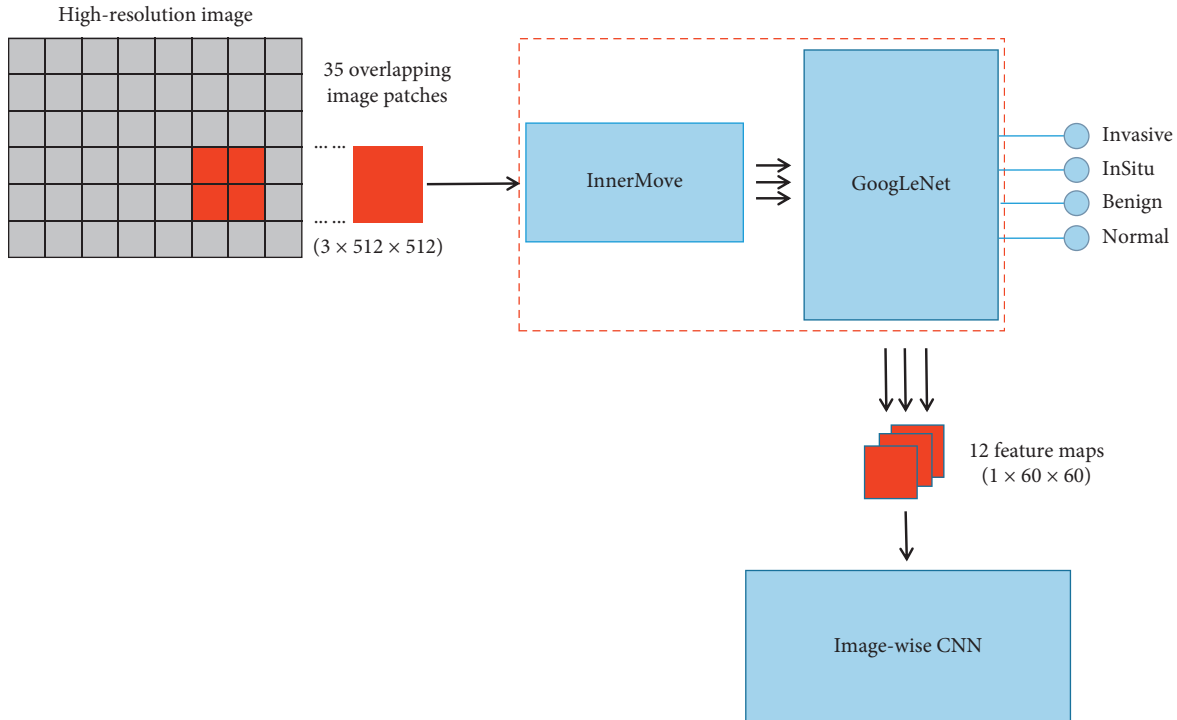 High-resolution image
35 overlapping
image patches
... ...
... ...
(3 × 512 × 512)
InnerMove
GoogLeNet
Invasive
InSitu
Benign
Normal
12 feature maps
(1 × 60 × 60)
Image-wise CNN